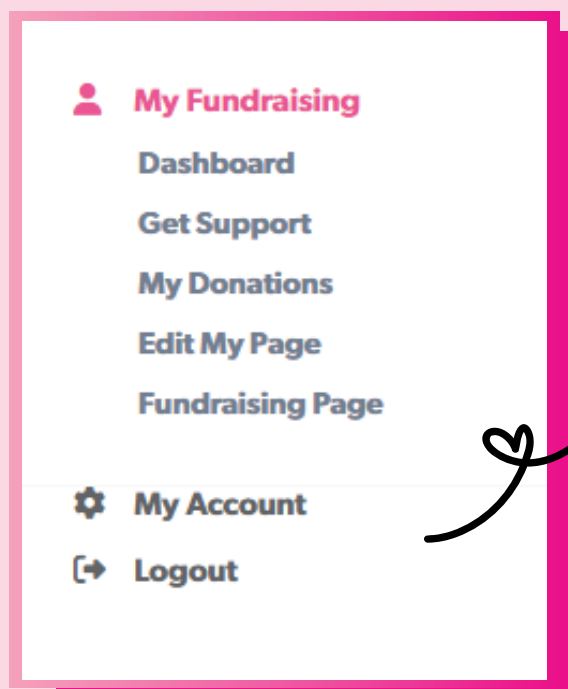 My Fundraising
Dashboard
Get Support
My Donations
Edit My Page
Fundraising Page
My Account
Logout